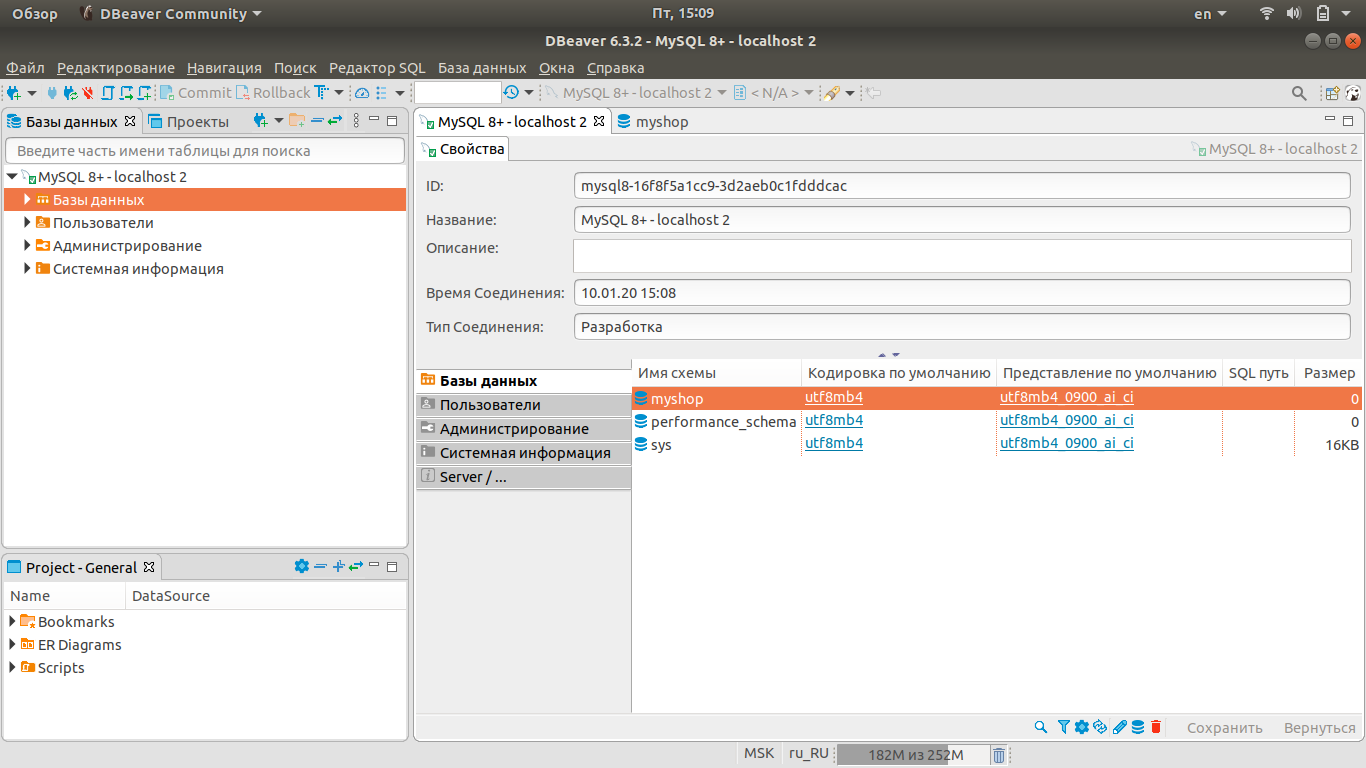 Обзор DBeaver Community Пт, 15:09 en
DBeaver 6.3.2 - MySQL 8+ - localhost 2
Файл Редактирование Навигация Поиск Редактор SQL База данных Окна Справка
Commit Rollback MySQL 8+ - localhost 2 < N/A >
Базы данных Проекты
Введите часть имени таблицы для поиска
MySQL 8+ - localhost 2
Базы данных
Пользователи
Администрирование
Системная информация
Project - General
Name DataSource
Bookmarks
ER Diagrams
Scripts
MySQL 8+ - localhost 2 myshop
Свойства MySQL 8+ - localhost 2
ID: mysql8-16f8f5a1cc9-3d2aeb0c1fdddcac
Название: MySQL 8+ - localhost 2
Описание:
Время Соединения: 10.01.20 15:08
Тип Соединения: Разработка
Базы данных
Пользователи
Администрирование
Системная информация
Server / ...
Имя схемы Кодировка по умолчанию Представление по умолчанию SQL путь Размер
myshop utf8mb4 utf8mb4_0900_ai_ci 0
performance_schema utf8mb4 utf8mb4_0900_ai_ci 0
sys utf8mb4 utf8mb4_0900_ai_ci 16KB
Сохранить Вернуться
MSK ru_RU 182M из 252M